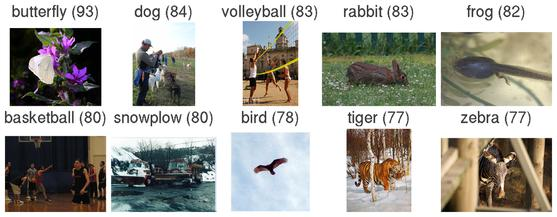 butterfly (93) dog (84) volleyball (83) rabbit (83) frog (82)
basketball (80) snowplow (80) bird (78) tiger (77) zebra (77)